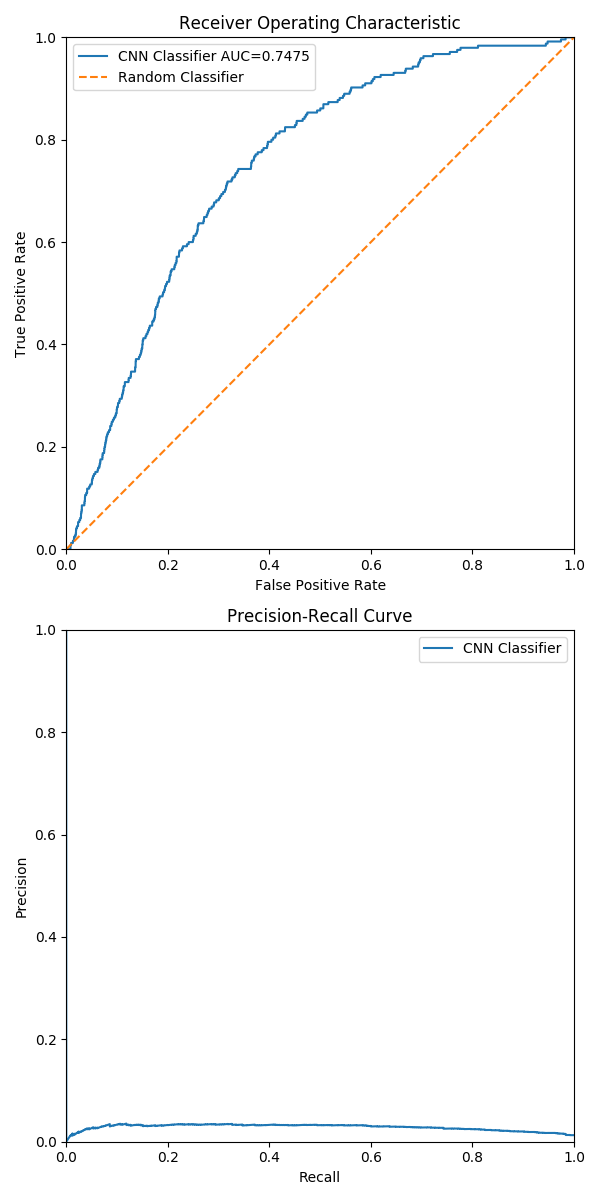 Receiver Operating Characteristic
1.0
0.8
0.6
0.4
0.2
0.0
True Positive Rate
CNN Classifier AUC=0.7475
Random Classifier
0.0 0.2 0.4 0.6 0.8 1.0
False Positive Rate
Precision-Recall Curve
1.0
0.8
0.6
0.4
0.2
0.0
Precision
CNN Classifier
0.0 0.2 0.4 0.6 0.8 1.0
Recall